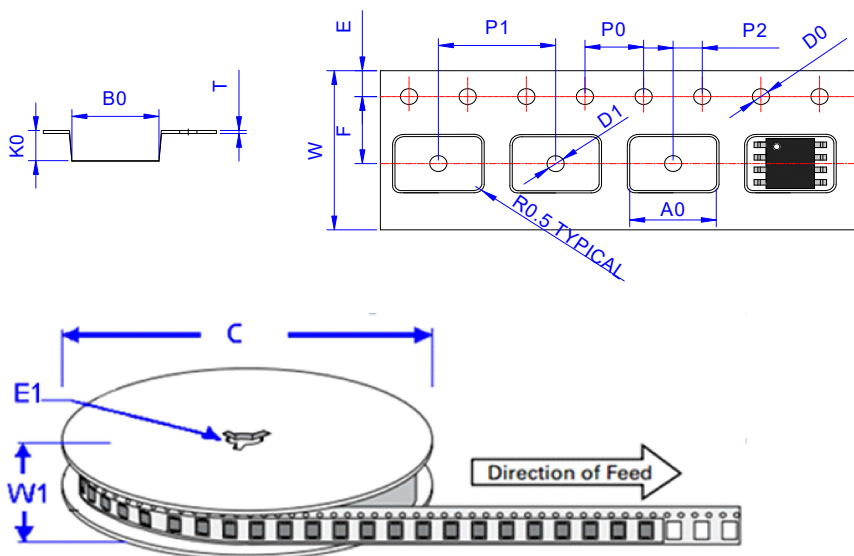 E
P1
P0
P2
D0
T
B0
K0
W
F
D1
R0.5 TYPICAL
A0
C
E1
W1
Direction of Feed